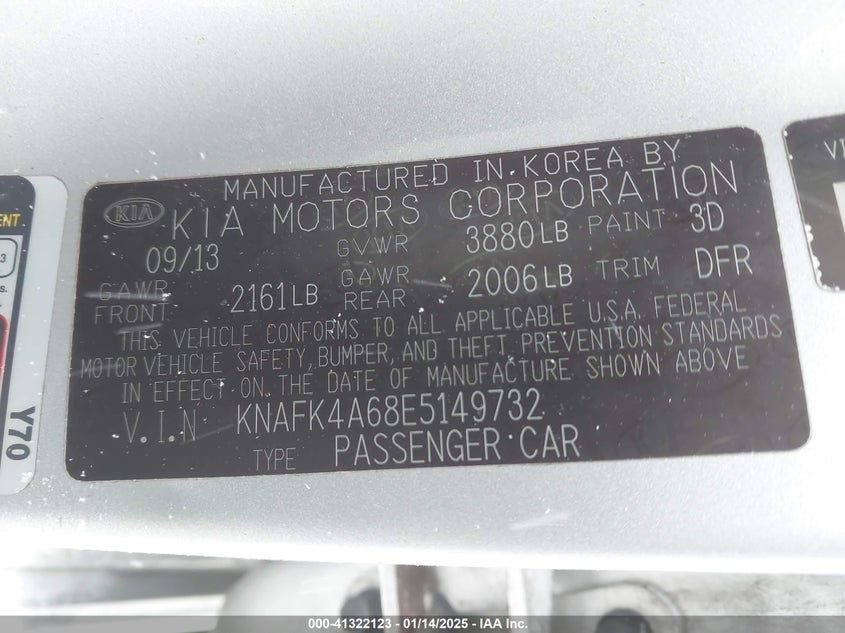 MANUFACTURED IN KOREA BY
KIA KIA MOTORS CORPORATION
09/13 GVWR 3880LB PAINT 3D
GAWR FRONT 2161LB GAWR REAR 2006LB TRIM DFR
THIS VEHICLE CONFORMS TO ALL APPLICABLE U.S.A. FEDERAL
MOTOR VEHICLE SAFETY, BUMPER, AND THEFT PREVENTION STANDARDS
IN EFFECT ON THE DATE OF MANUFACTURE SHOWN ABOVE
V.I.N KNAFK4A68E5149732
TYPE PASSENGER CAR
Y70
000-41322123 — 01/14/2025 — IAAI Inc.